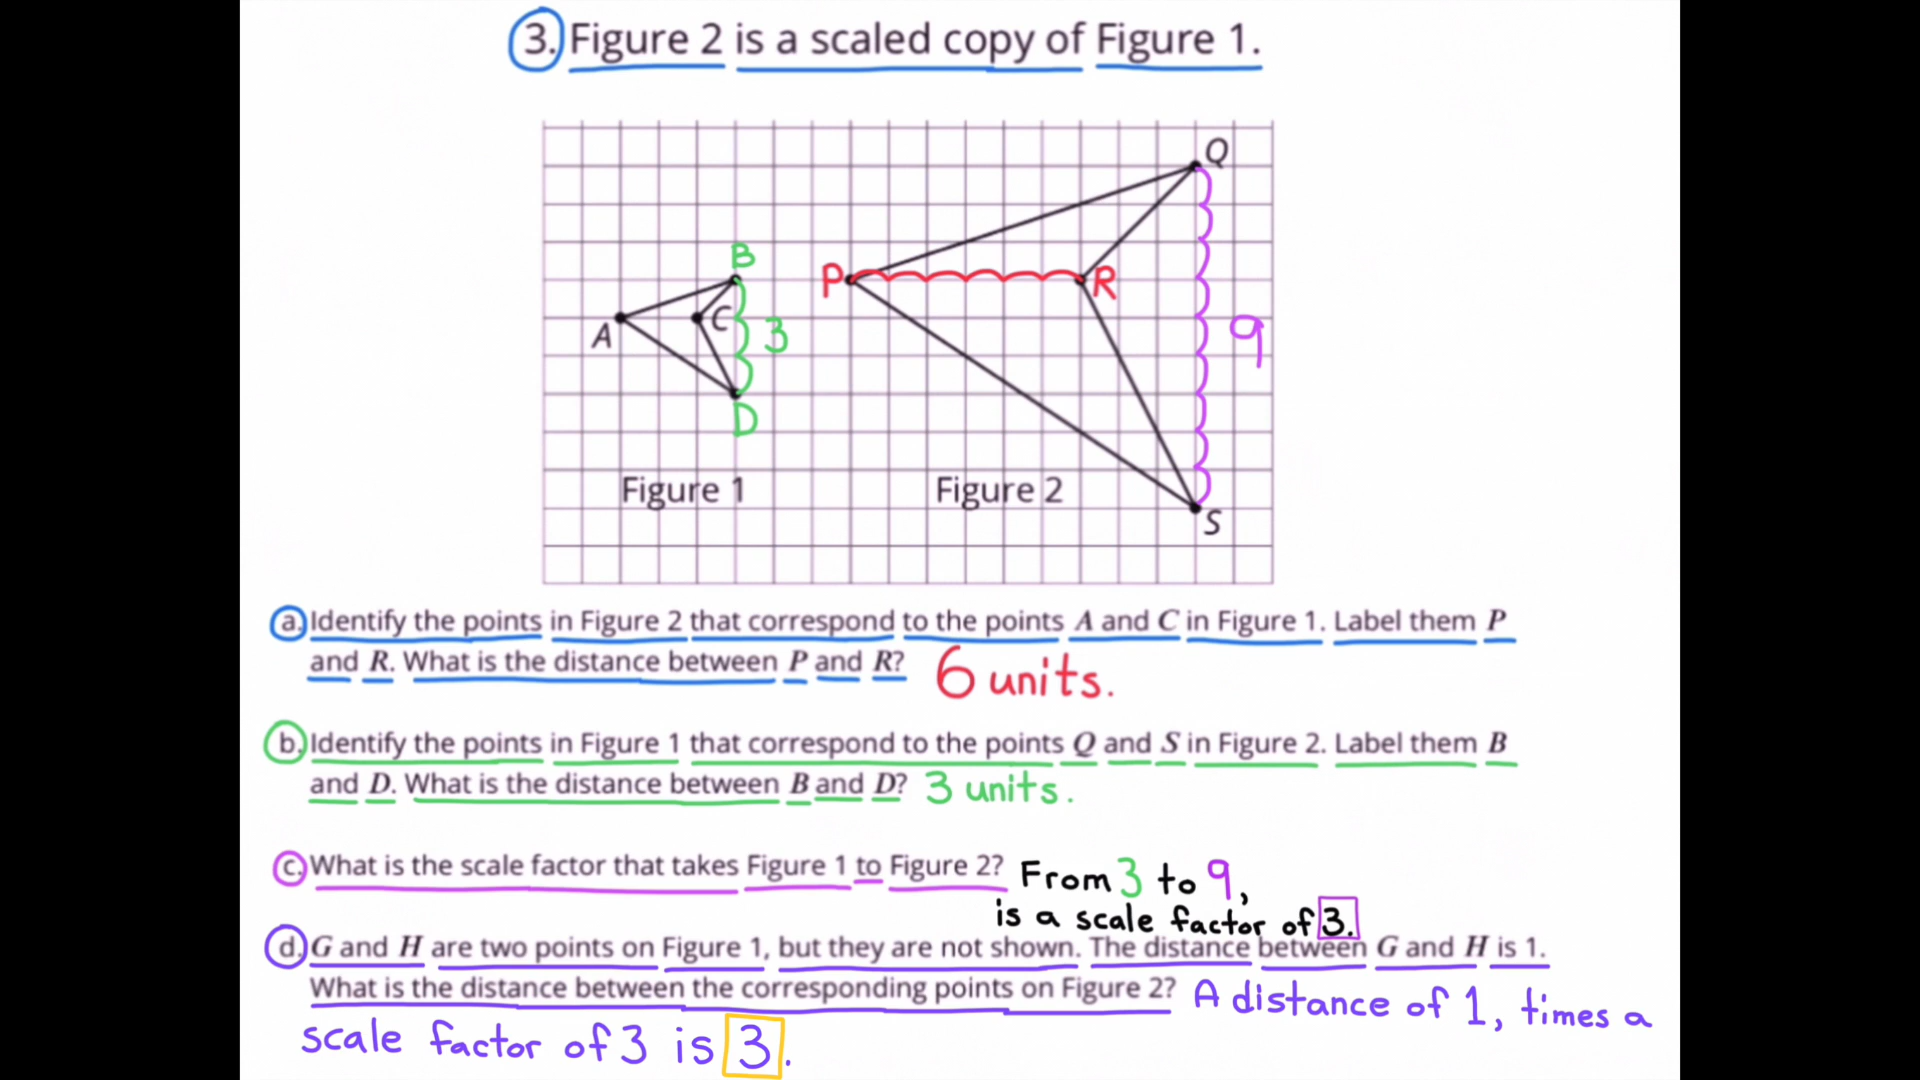 3. Figure 2 is a scaled copy of Figure 1.
Q
B
P
R
A
C
3
9
D
Figure 1
Figure 2
S
a. Identify the points in Figure 2 that correspond to the points A and C in Figure 1. Label them P
and R. What is the distance between P and R? 6 units.
b. Identify the points in Figure 1 that correspond to the points Q and S in Figure 2. Label them B
and D. What is the distance between B and D? 3 units.
c. What is the scale factor that takes Figure 1 to Figure 2? From 3 to 9,
is a scale factor of 3.
d. G and H are two points on Figure 1, but they are not shown. The distance between G and H is 1.
What is the distance between the corresponding points on Figure 2? A distance of 1, times a
scale factor of 3 is 3.